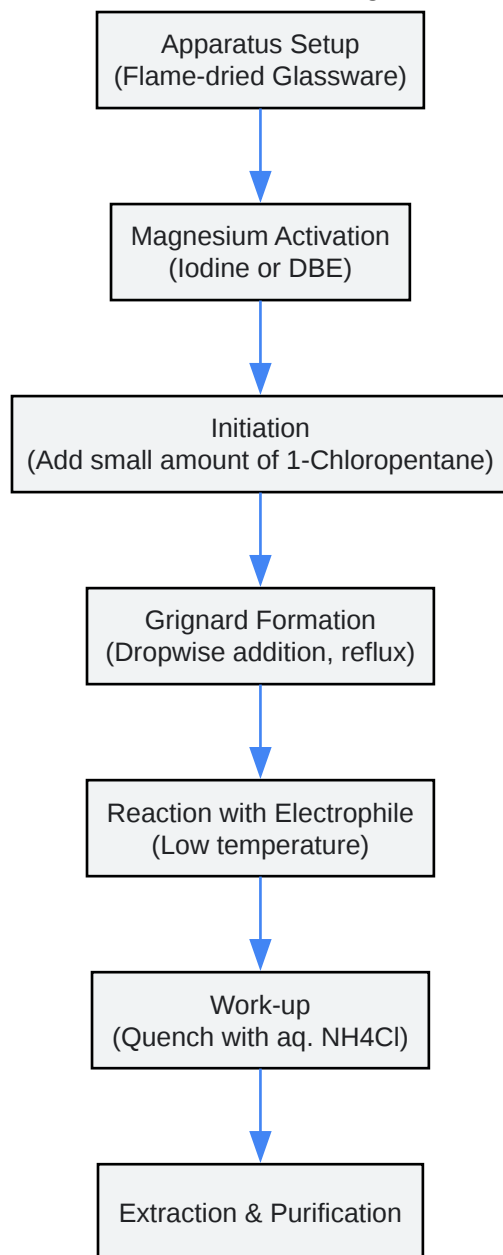 Apparatus Setup
(Flame-dried Glassware)
Magnesium Activation
(Iodine or DBE)
Initiation
(Add small amount of 1-Chloropentane)
Grignard Formation
(Dropwise addition, reflux)
Reaction with Electrophile
(Low temperature)
Work-up
(Quench with aq. NH4Cl)
Extraction & Purification